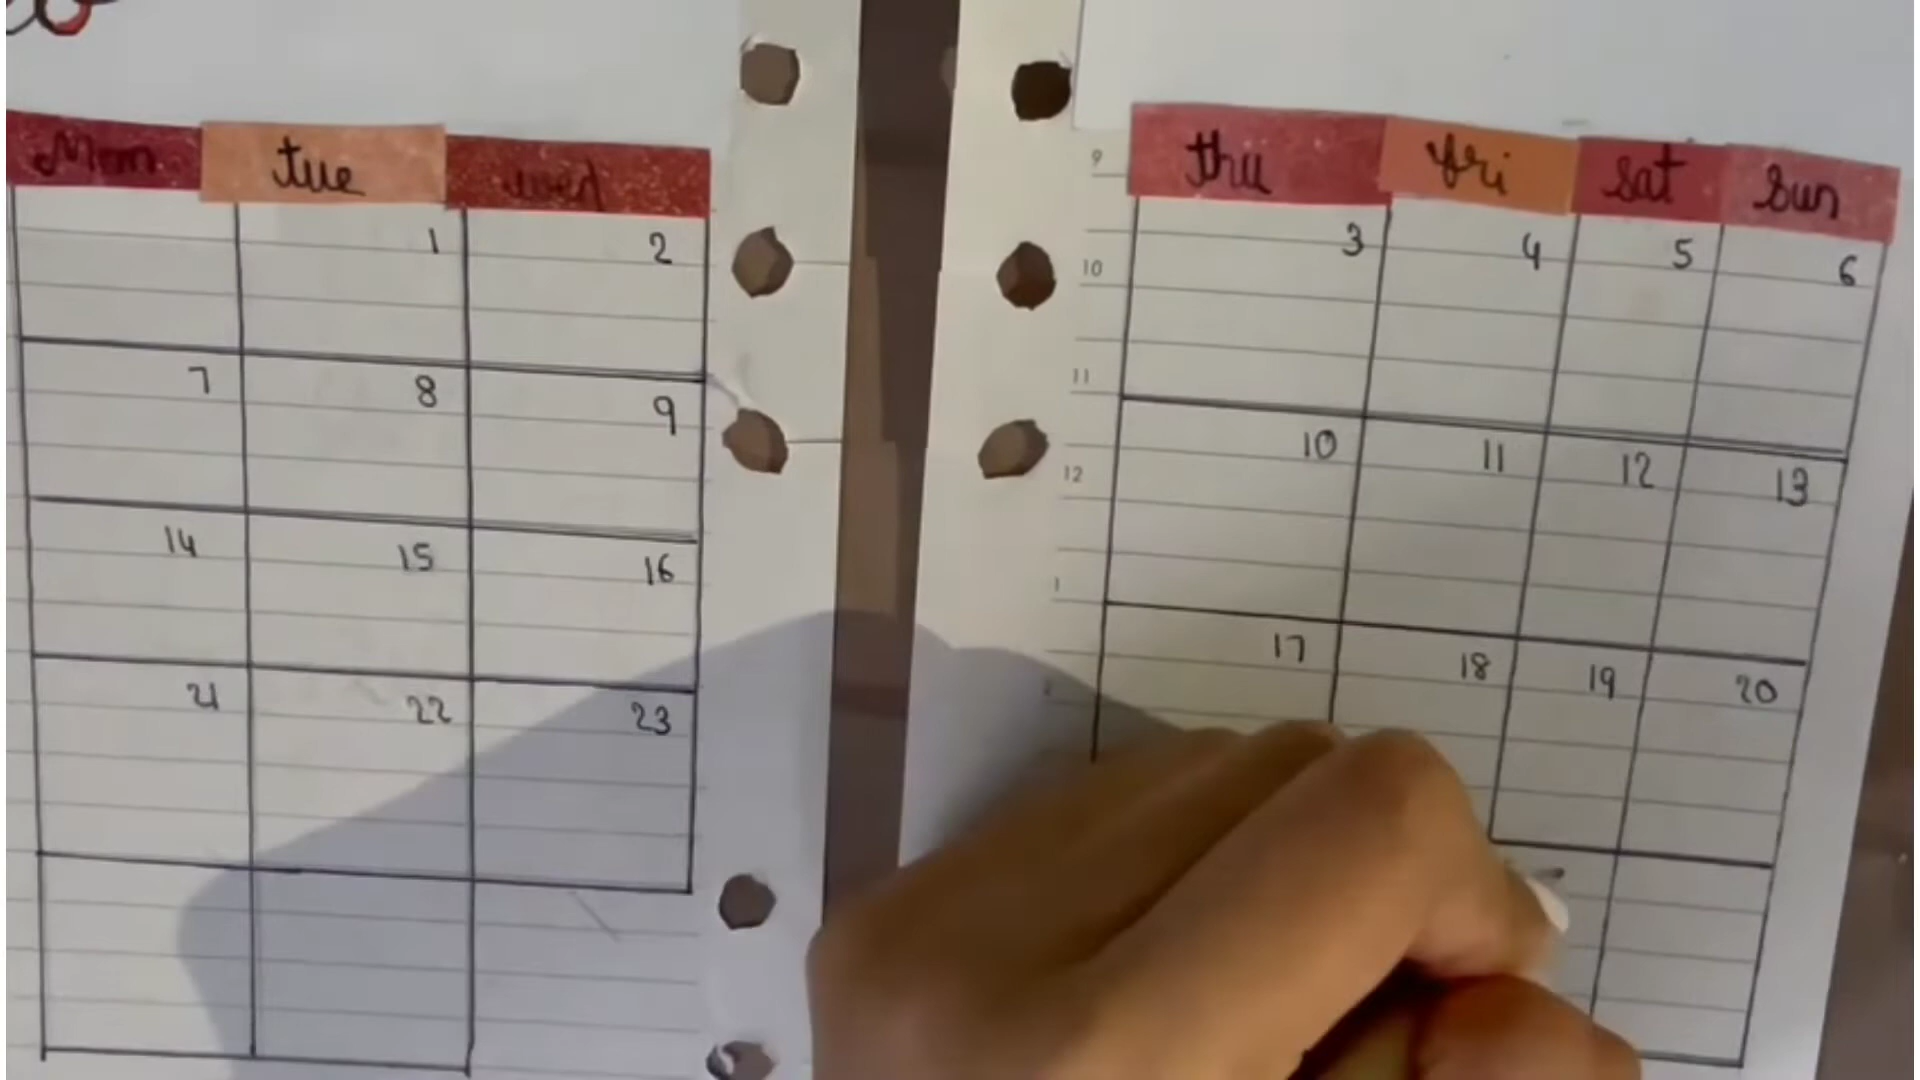 Mon tue wed thu fri sat sun
1 2 3 4 5 6
7 8 9 10 11 12 13
14 15 16 17 18 19 20
21 22 23
9
10
11
12
1